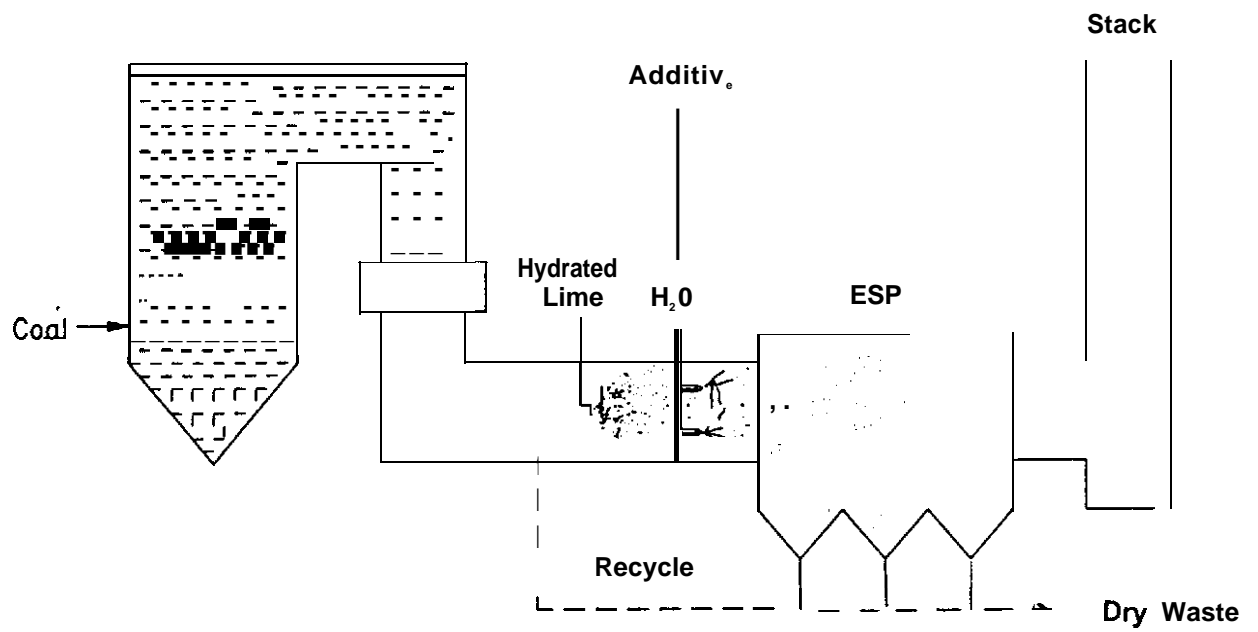 Stack
Additive
Hydrated
Lime
H₂0
ESP
Coal
Recycle
Dry Waste